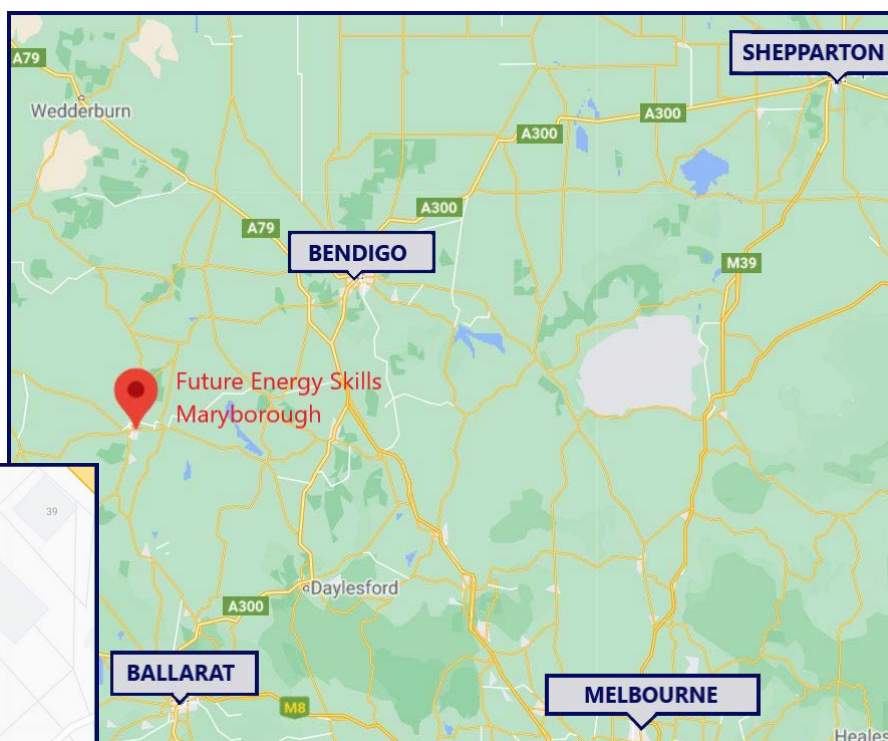 A79
SHEPPARTON
Wedderburn
A300
A300
A300
A79
BENDIGO
M39
Future Energy Skills
Maryborough
39
Daylesford
A300
BALLARAT
M8
MELBOURNE
Heales